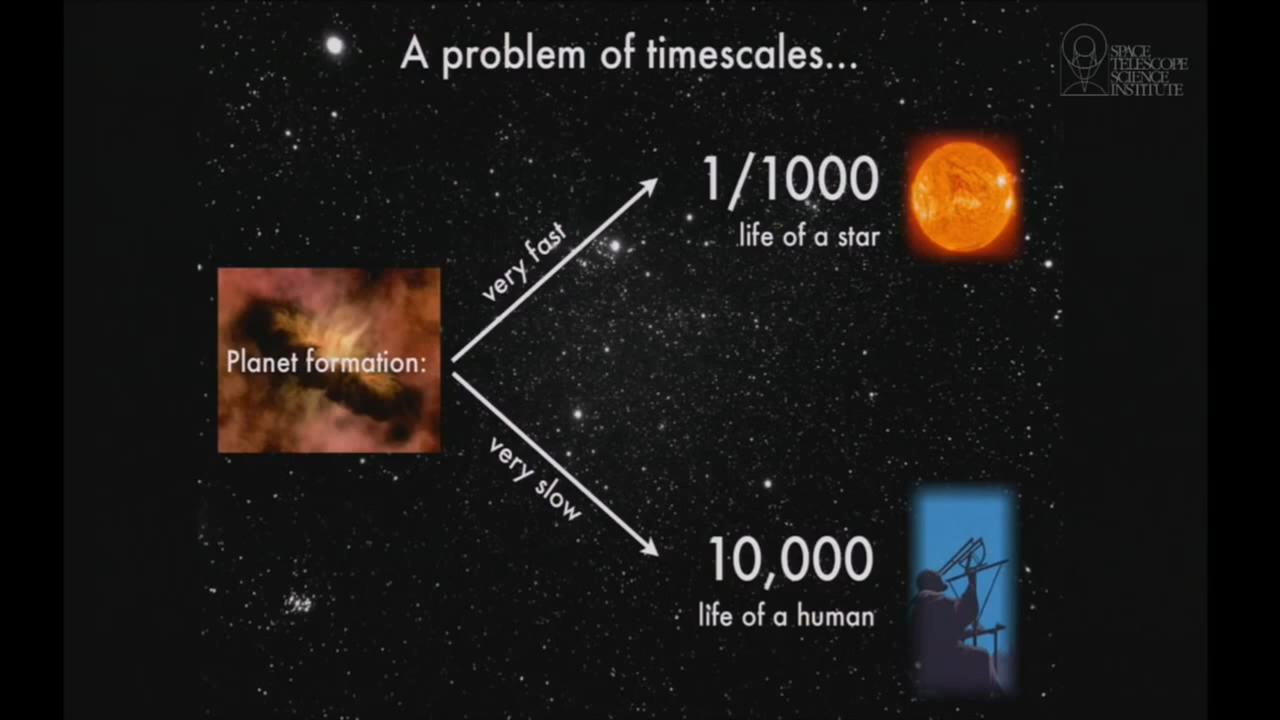 A problem of timescales...
SPACE
TELESCOPE
SCIENCE
INSTITUTE
1/1000
life of a star
very fast
Planet formation:
very slow
10,000
life of a human